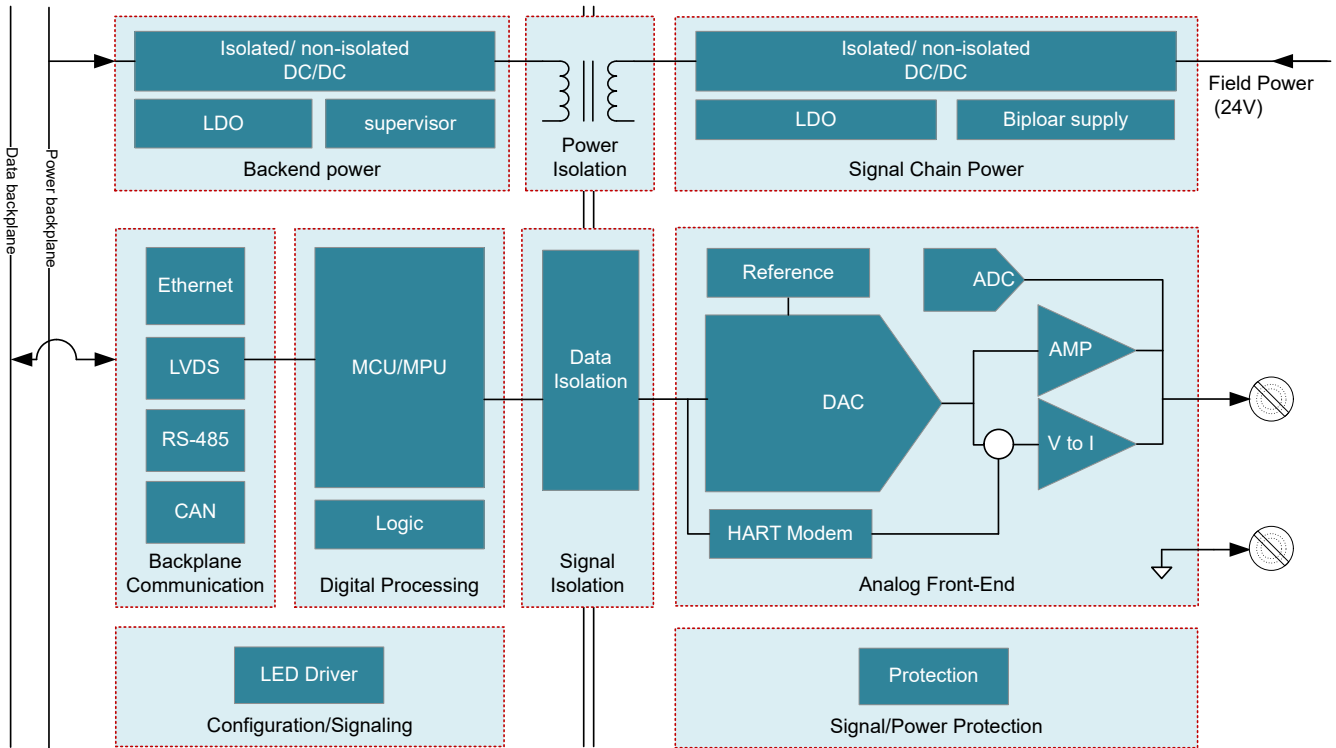 Isolated/ non-isolated
DC/DC
LDO
supervisor
Backend power
Power
Isolation
Isolated/ non-isolated
DC/DC
LDO
Biploar supply
Signal Chain Power
Field Power
(24V)
Data backplane
Power backplane
Ethernet
LVDS
RS-485
CAN
Backplane
Communication
MCU/MPU
Logic
Digital Processing
Data
Isolation
Signal
Isolation
Reference
ADC
DAC
AMP
V to I
HART Modem
Analog Front-End
LED Driver
Configuration/Signaling
Protection
Signal/Power Protection